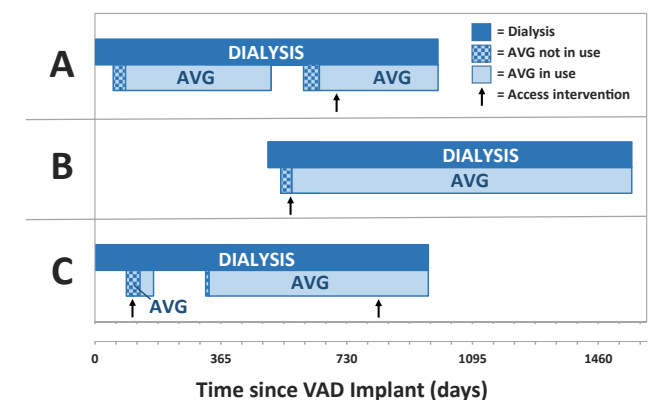 = Dialysis
= AVG not in use
= AVG in use
= Access intervention
A
DIALYSIS
AVG
AVG
B
DIALYSIS
AVG
C
DIALYSIS
AVG
AVG
0
365
730
1095
1460
Time since VAD Implant (days)